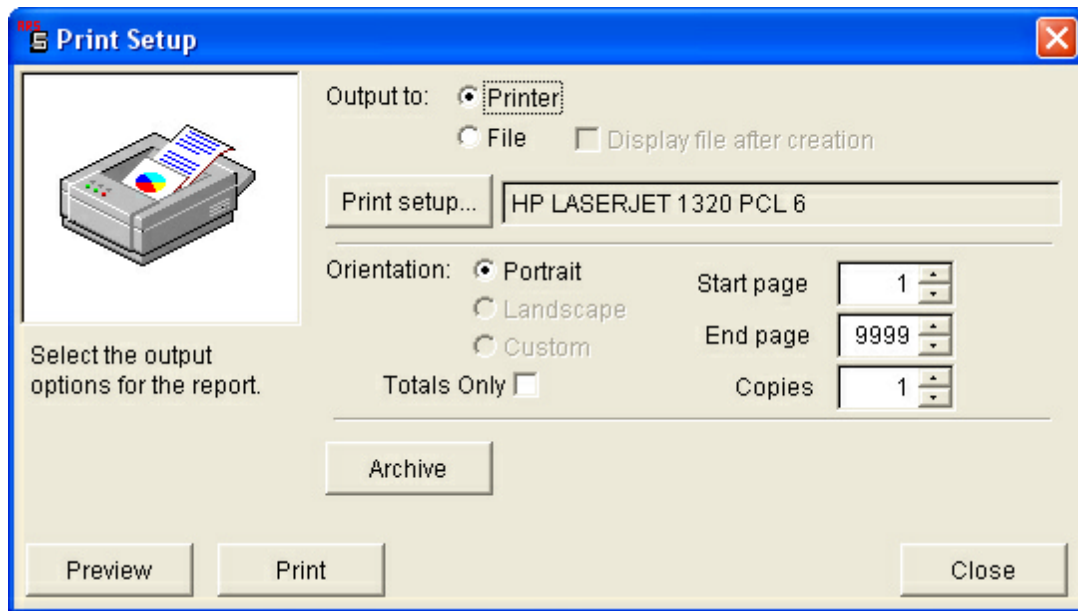 Print Setup
Output to: Printer
File Display file after creation
Print setup... HP LASERJET 1320 PCL 6
Orientation: Portrait
Landscape
Custom
Totals Only
Start page 1
End page 9999
Copies 1
Select the output
options for the report.
Archive
Preview Print Close